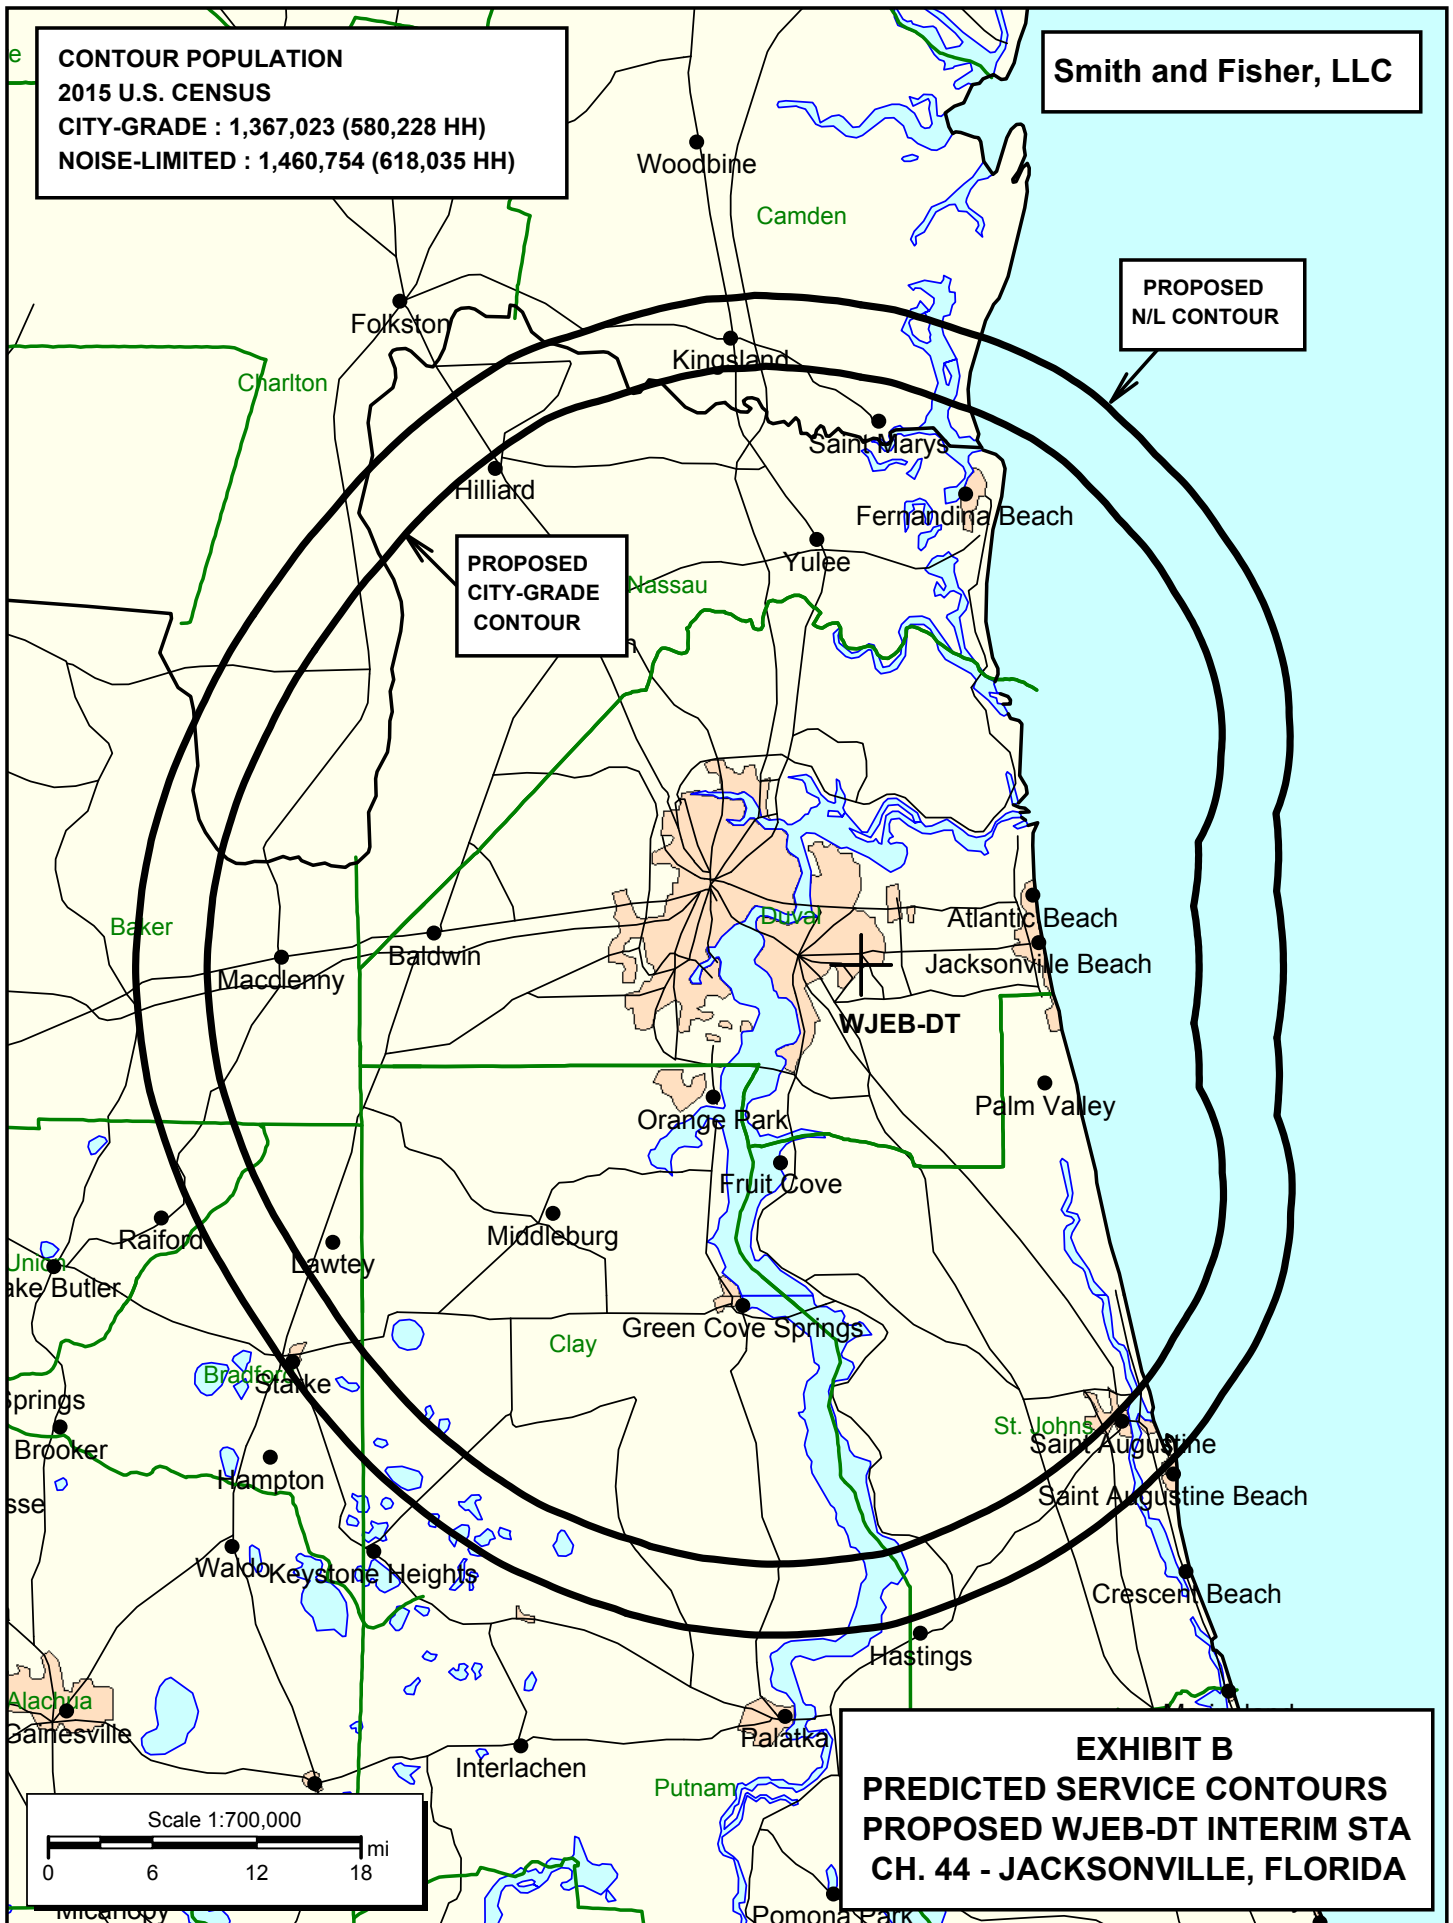 e
CONTOUR POPULATION
2015 U.S. CENSUS
CITY-GRADE : 1,367,023 (580,228 HH)
NOISE-LIMITED : 1,460,754 (618,035 HH)
Smith and Fisher, LLC
Woodbine
Camden
PROPOSED
N/L CONTOUR
Folkston
Kingsland
Charlton
Saint Marys
Hilliard
Fernandina Beach
PROPOSED
CITY-GRADE
CONTOUR
Yulee
Nassau
n
Duval
Atlantic Beach
Baker
Baldwin
Jacksonville Beach
Macclenny
WJEB-DT
Palm Valley
Orange Park
Fruit Cove
Raiford
Middleburg
Lawtey
Union
ake Butler
Green Cove Springs
Clay
Bradford
Starke
Springs
St. Johns
Saint Augustine
Brooker
Hampton
Saint Augustine Beach
sse
Waldo
Keystone Heights
Crescent Beach
Hastings
Alachua
Gainesville
Palatka
Interlachen
Putnam
EXHIBIT B
PREDICTED SERVICE CONTOURS
PROPOSED WJEB-DT INTERIM STA
CH. 44 - JACKSONVILLE, FLORIDA
Scale 1:700,000
mi
0 6 12 18
Micanopy
Pomona Park